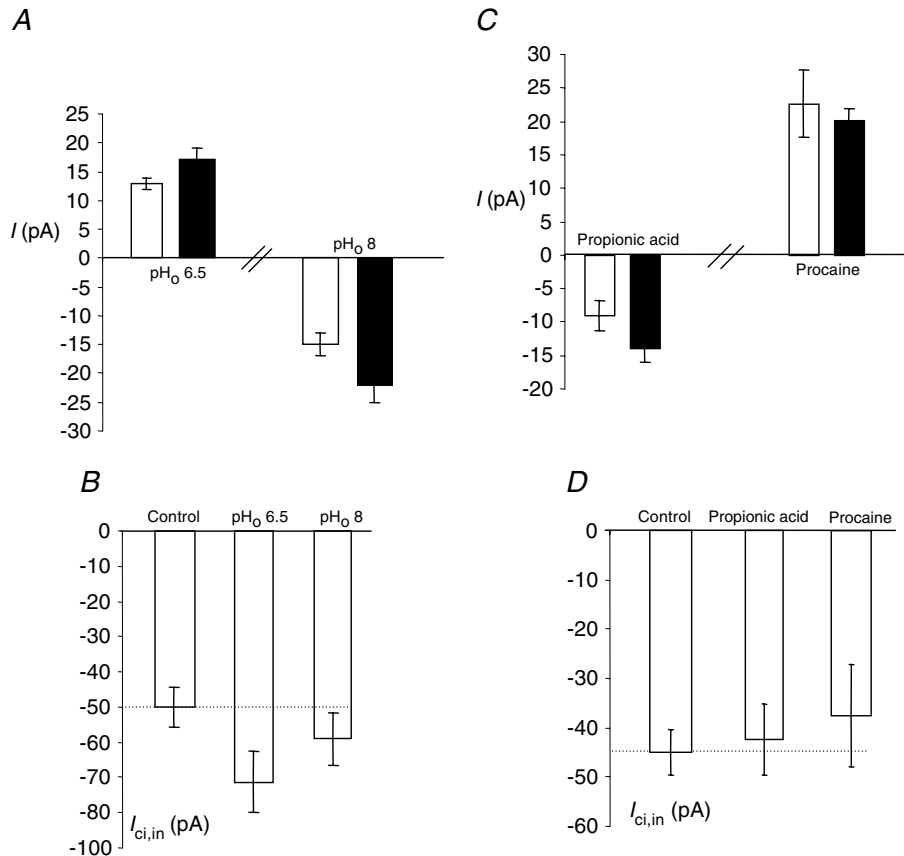 A
25
20
15
10
5
0
-5
-10
-15
-20
-25
-30
I (pA)
pHo 6.5
pHo 8
C
30
25
20
15
10
5
0
-5
-10
-15
-20
I (pA)
Propionic acid
Procaine
B
Control pHo 6.5 pHo 8
0
-10
-20
-30
-40
-50
-60
-70
-80
-90
-100
Ici,in (pA)
D
Control Propionic acid Procaine
0
-10
-20
-30
-40
-50
-60
Ici,in (pA)